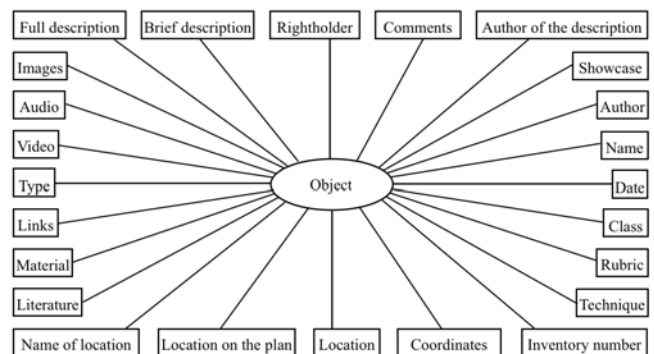 Full description
Brief description
Rightholder
Comments
Author of the description
Images
Showcase
Audio
Author
Video
Name
Type
Object
Date
Links
Class
Material
Rubric
Literature
Technique
Name of location
Location on the plan
Location
Coordinates
Inventory number